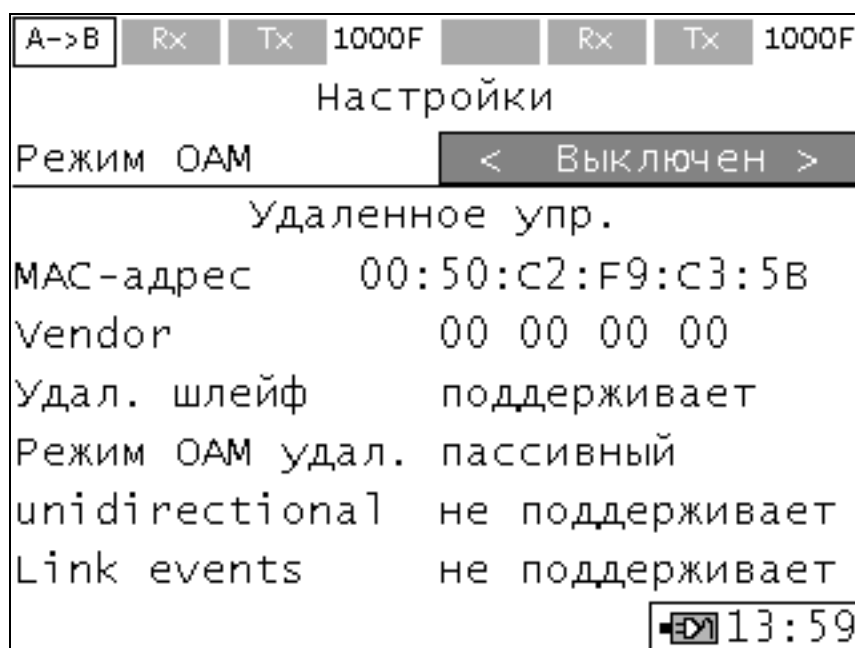 A->B Rx Tx 1000F Rx Tx 1000F
Настройки
Режим OAM < Выключен >
Удаленное упр.
MAC-адрес 00:50:C2:F9:C3:5B
Vendor 00 00 00 00
Удал. шлейф поддерживает
Режим OAM удал. пассивный
unidirectional не поддерживает
Link events не поддерживает
13:59